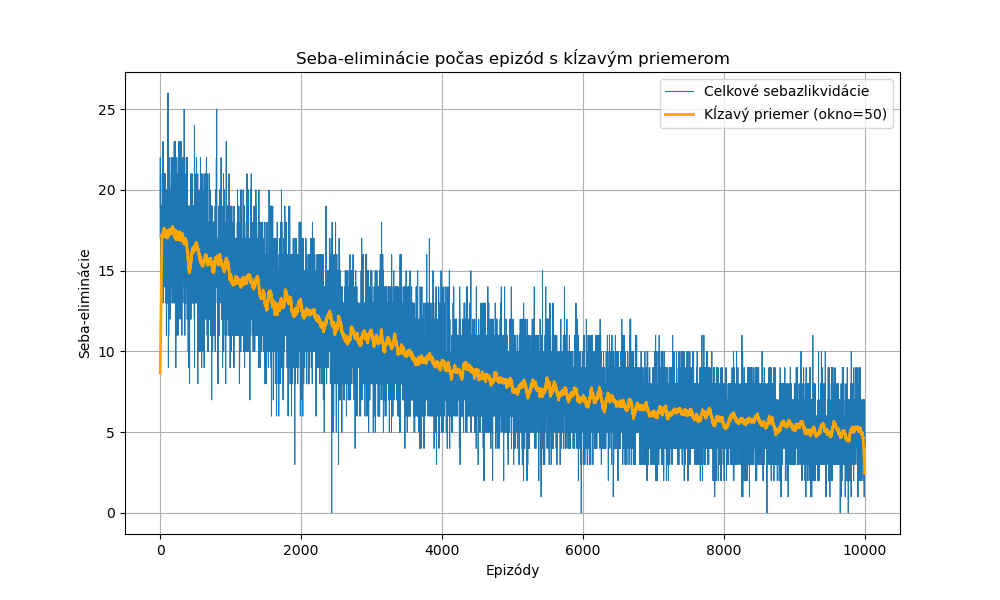 Seba-eliminácie počas epizód s kĺzavým priemerom
Celkové sebazlikvidácie
Kĺzavý priemer (okno=50)
Seba-eliminácie
25
20
15
10
5
0
0 2000 4000 6000 8000 10000
Epizódy